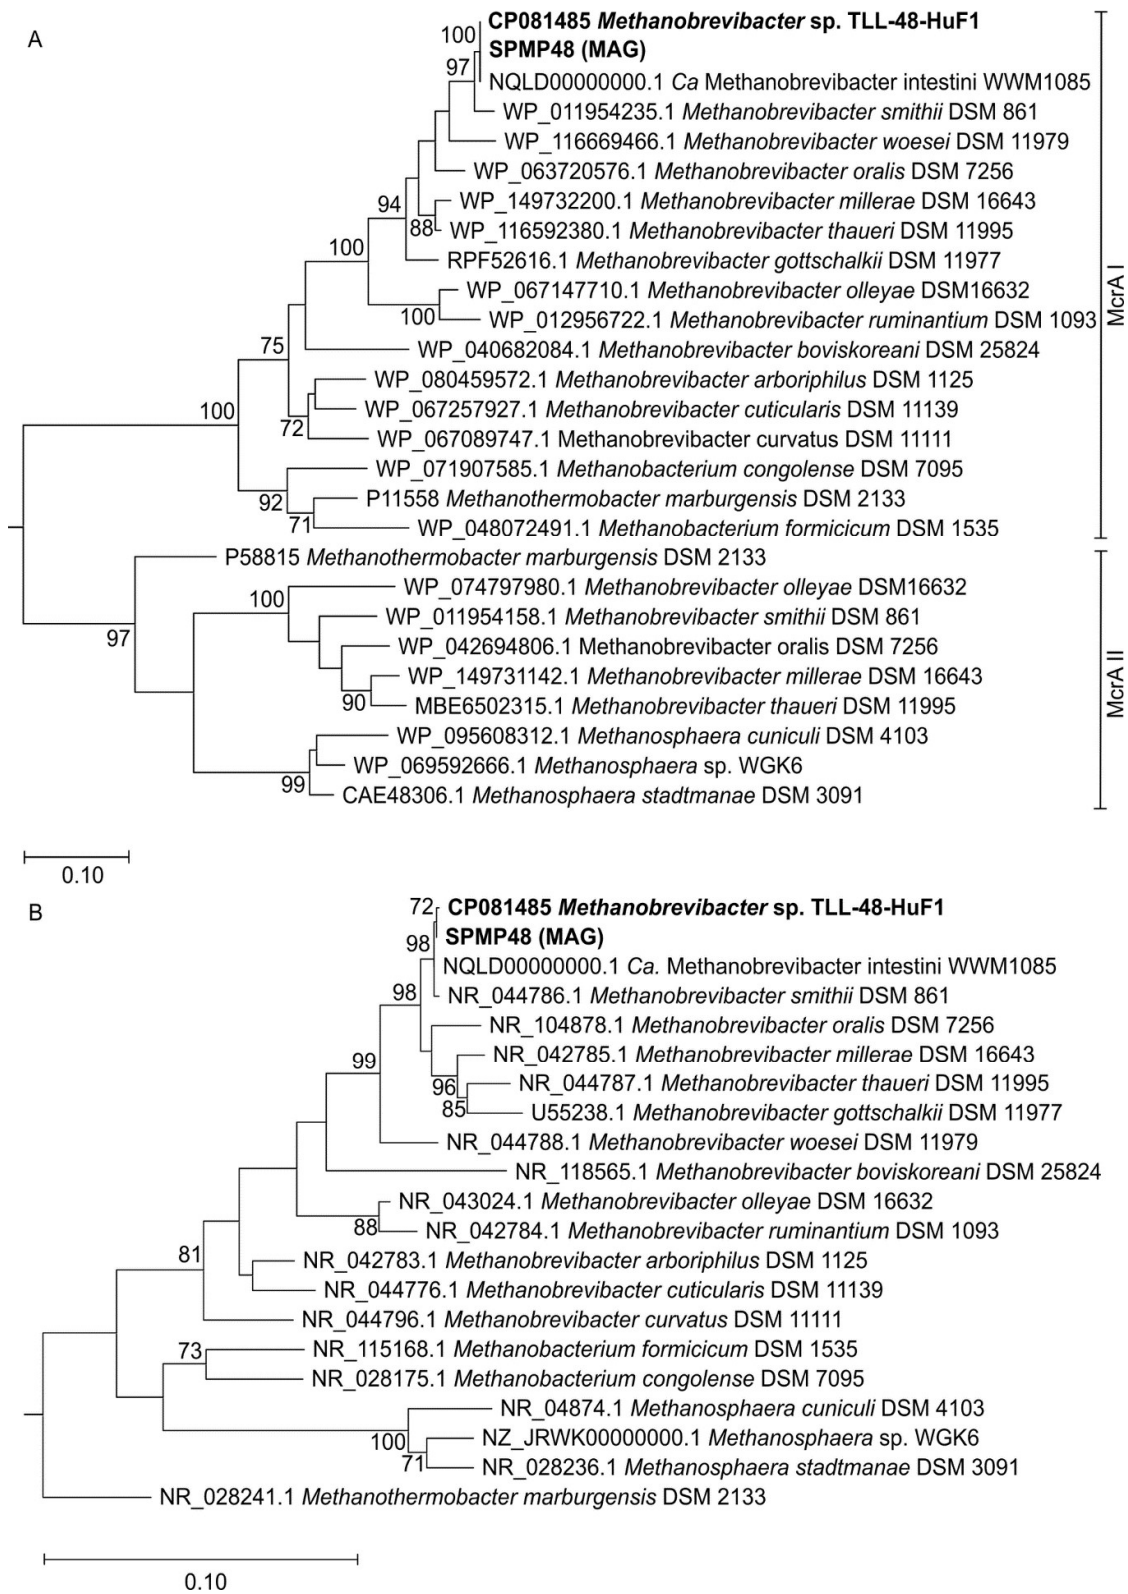 A
CP081485 Methanobrevibacter sp. TLL-48-HuF1
100
SPMP48 (MAG)
97
NQLD00000000.1 Ca Methanobrevibacter intestini WWM1085
WP_011954235.1 Methanobrevibacter smithii DSM 861
WP_116669466.1 Methanobrevibacter woesei DSM 11979
WP_063720576.1 Methanobrevibacter oralis DSM 7256
94
WP_149732200.1 Methanobrevibacter millerae DSM 16643
88
WP_116592380.1 Methanobrevibacter thaueri DSM 11995
100
RPF52616.1 Methanobrevibacter gottschalkii DSM 11977
WP_067147710.1 Methanobrevibacter olleyae DSM16632
100
WP_012956722.1 Methanobrevibacter ruminantium DSM 1093
McrA I
75
WP_040682084.1 Methanobrevibacter boviskoreani DSM 25824
WP_080459572.1 Methanobrevibacter arboriphilus DSM 1125
100
WP_067257927.1 Methanobrevibacter cuticularis DSM 11139
72
WP_067089747.1 Methanobrevibacter curvatus DSM 11111
WP_071907585.1 Methanobacterium congolense DSM 7095
92
P11558 Methanothermobacter marburgensis DSM 2133
71
WP_048072491.1 Methanobacterium formicicum DSM 1535
P58815 Methanothermobacter marburgensis DSM 2133
100
WP_074797980.1 Methanobrevibacter olleyae DSM16632
97
WP_011954158.1 Methanobrevibacter smithii DSM 861
WP_042694806.1 Methanobrevibacter oralis DSM 7256
WP_149731142.1 Methanobrevibacter millerae DSM 16643
90
MBE6502315.1 Methanobrevibacter thaueri DSM 11995
McrA II
WP_095608312.1 Methanosphaera cuniculi DSM 4103
WP_069592666.1 Methanosphaera sp. WGK6
99
CAE48306.1 Methanosphaera stadtmanae DSM 3091
0.10
B
72
CP081485 Methanobrevibacter sp. TLL-48-HuF1
SPMP48 (MAG)
98
NQLD00000000.1 Ca. Methanobrevibacter intestini WWM1085
98
NR_044786.1 Methanobrevibacter smithii DSM 861
NR_104878.1 Methanobrevibacter oralis DSM 7256
99
NR_042785.1 Methanobrevibacter millerae DSM 16643
96
NR_044787.1 Methanobrevibacter thaueri DSM 11995
85
U55238.1 Methanobrevibacter gottschalkii DSM 11977
NR_044788.1 Methanobrevibacter woesei DSM 11979
NR_118565.1 Methanobrevibacter boviskoreani DSM 25824
NR_043024.1 Methanobrevibacter olleyae DSM 16632
88
NR_042784.1 Methanobrevibacter ruminantium DSM 1093
81
NR_042783.1 Methanobrevibacter arboriphilus DSM 1125
NR_044776.1 Methanobrevibacter cuticularis DSM 11139
NR_044796.1 Methanobrevibacter curvatus DSM 11111
73
NR_115168.1 Methanobacterium formicicum DSM 1535
NR_028175.1 Methanobacterium congolense DSM 7095
NR_04874.1 Methanosphaera cuniculi DSM 4103
100
NZ_JRWK00000000.1 Methanosphaera sp. WGK6
71
NR_028236.1 Methanosphaera stadtmanae DSM 3091
NR_028241.1 Methanothermobacter marburgensis DSM 2133
0.10